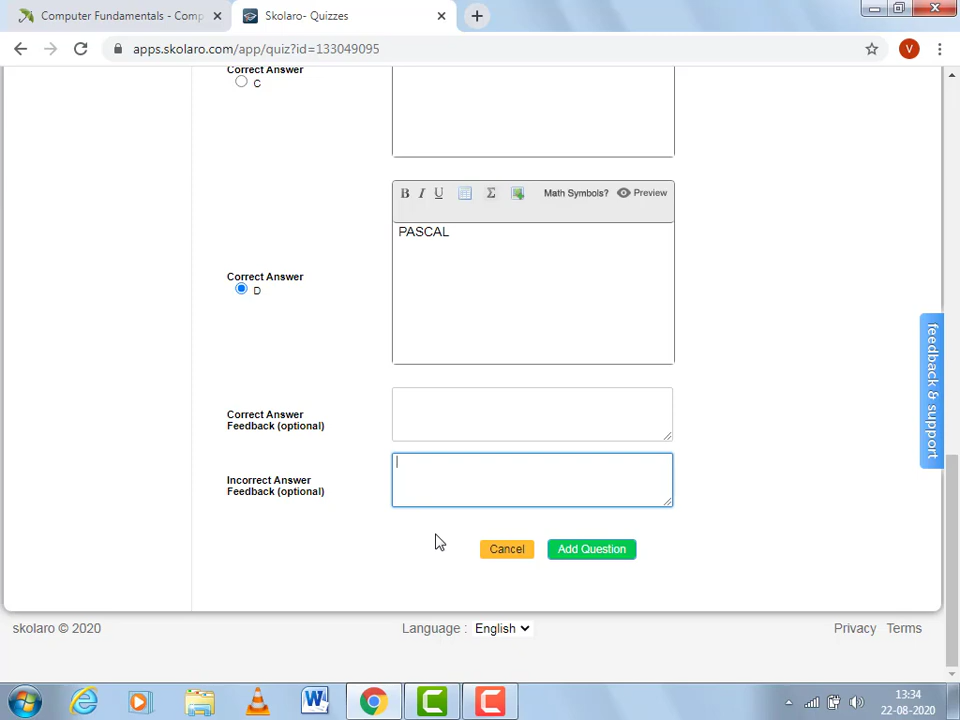 Computer Fundamentals - Comp
Skolaro- Quizzes
apps.skolaro.com/app/quiz?id=133049095
V
Correct Answer
C
B I U Σ Math Symbols? Preview
PASCAL
Correct Answer
D
feedback & support
Correct Answer
Feedback (optional)
Incorrect Answer
Feedback (optional)
Cancel
Add Question
skolaro © 2020
Language : English
Privacy Terms
13:34
22-08-2020